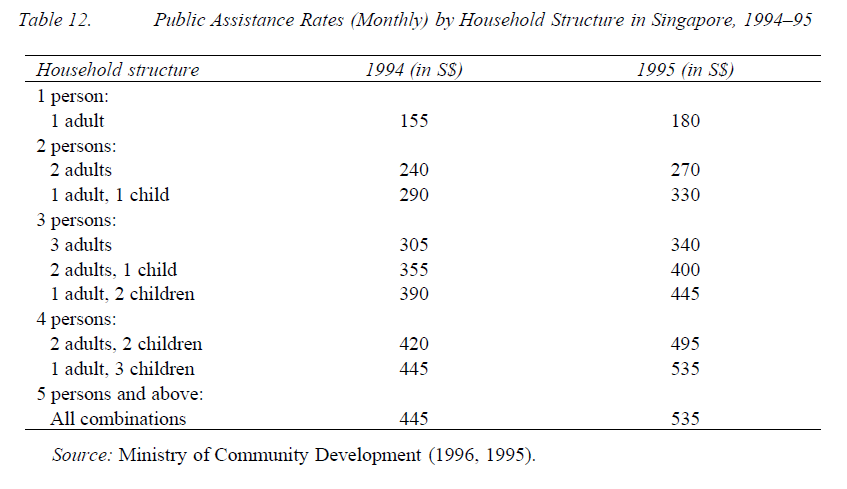 Table 12. Public Assistance Rates (Monthly) by Household Structure in Singapore, 1994–95
Household structure 1994 (in S$) 1995 (in S$)
1 person:
1 adult 155 180
2 persons:
2 adults 240 270
1 adult, 1 child 290 330
3 persons:
3 adults 305 340
2 adults, 1 child 355 400
1 adult, 2 children 390 445
4 persons:
2 adults, 2 children 420 495
1 adult, 3 children 445 535
5 persons and above:
All combinations 445 535
Source: Ministry of Community Development (1996, 1995).